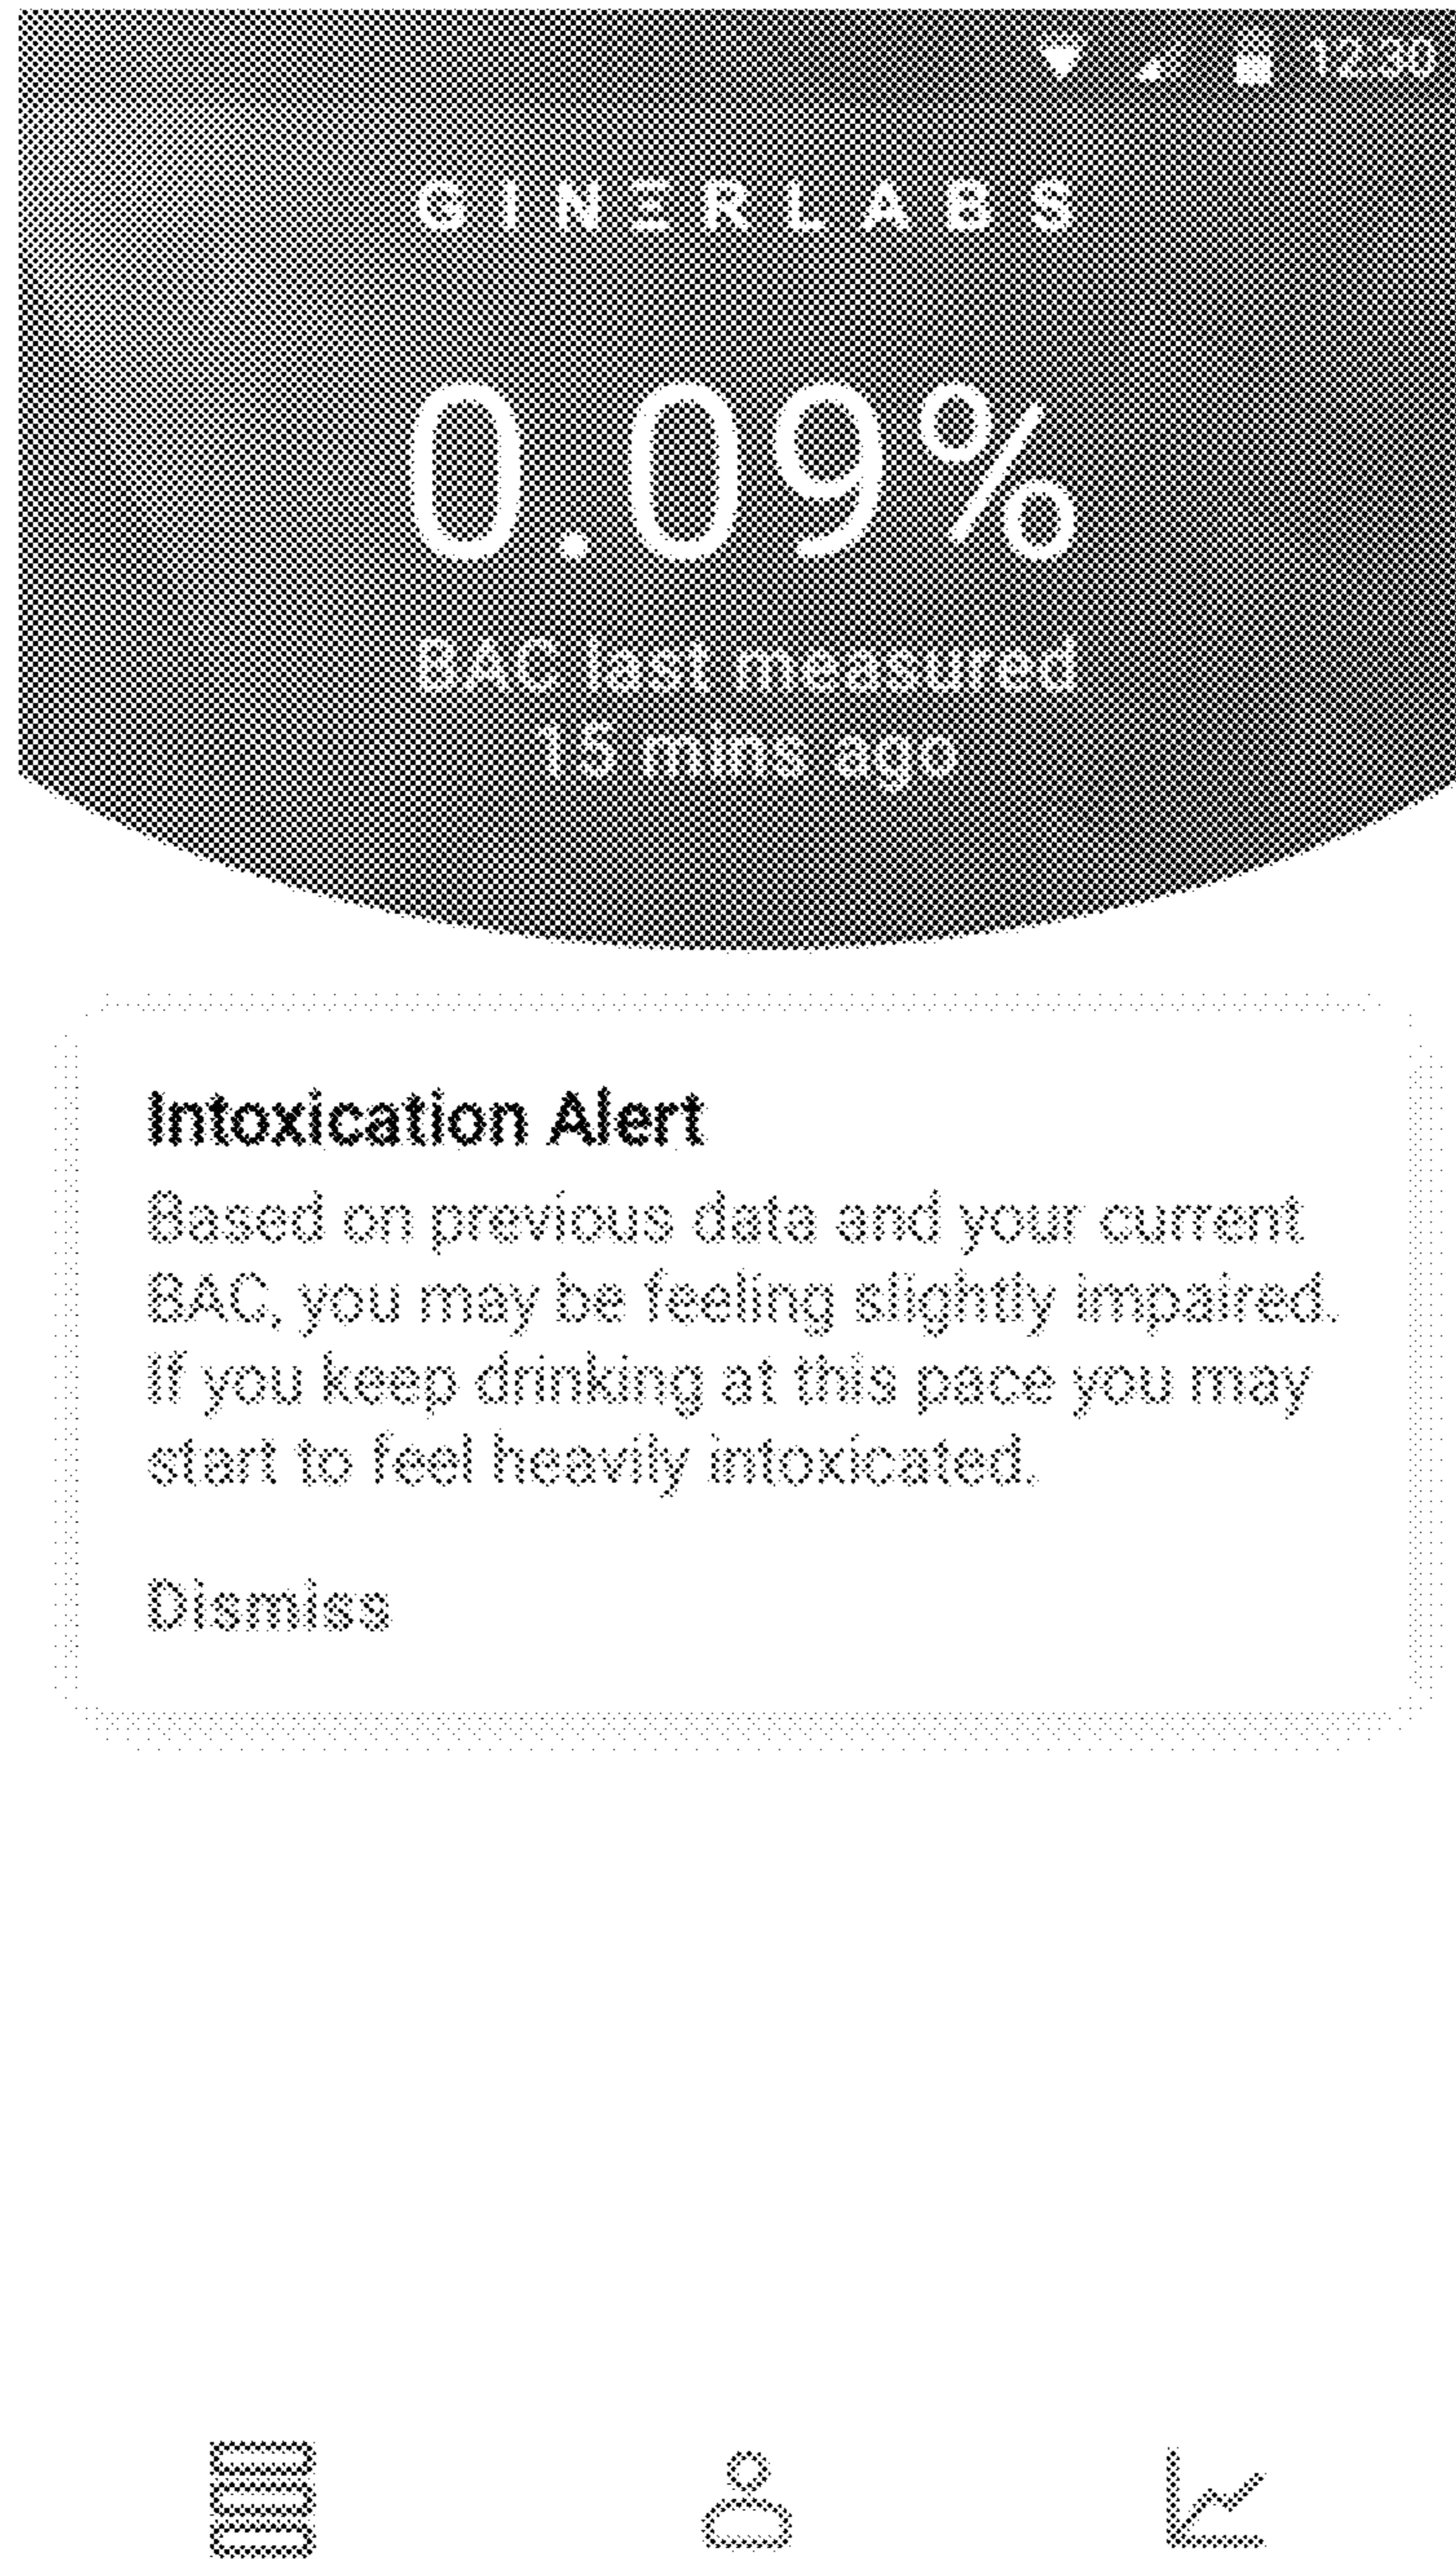 12:30
GINERLABS
0.09%
BAC last measured
15 mins ago
Intoxication Alert
Based on previous data and your current
BAC, you may be feeling slightly impaired.
If you keep drinking at this pace you may
start to feel heavily intoxicated.
Dismiss